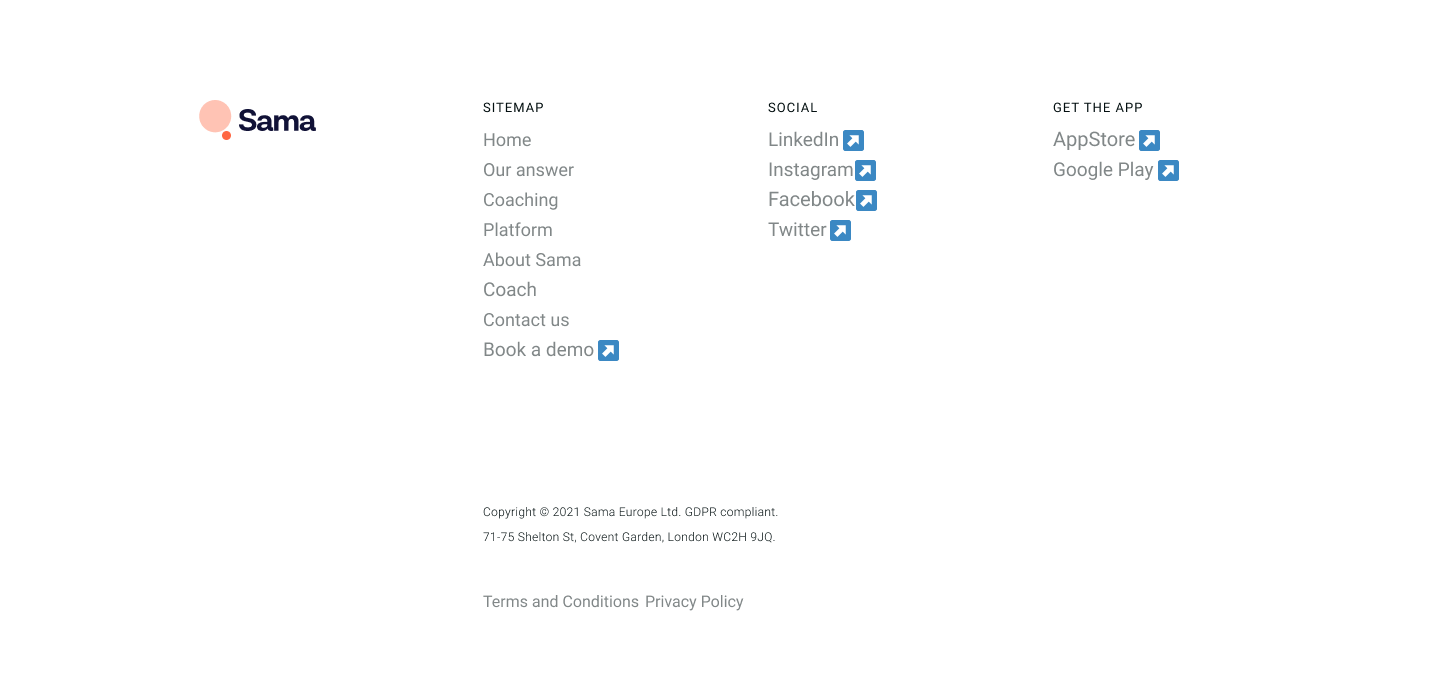 Sama
SITEMAP
Home
Our answer
Coaching
Platform
About Sama
Coach
Contact us
Book a demo
SOCIAL
LinkedIn
Instagram
Facebook
Twitter
GET THE APP
AppStore
Google Play
Copyright © 2021 Sama Europe Ltd. GDPR compliant.
71-75 Shelton St, Covent Garden, London WC2H 9JQ.
Terms and Conditions Privacy Policy